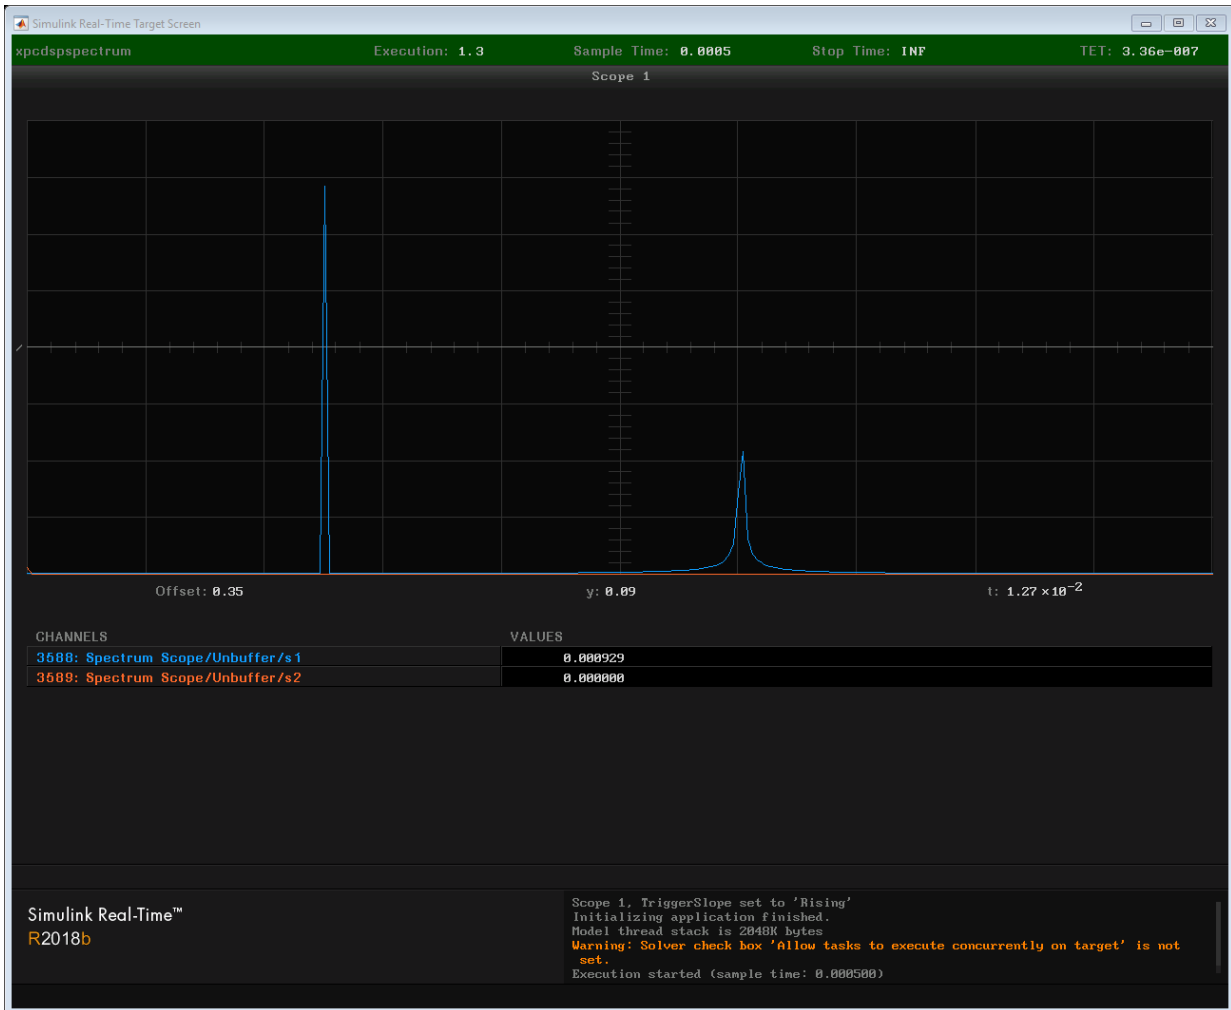 Simulink Real-Time Target Screen
xpcdspspectrum Execution: 1.3 Sample Time: 0.0005 Stop Time: INF TET: 3.36e-007
Scope 1
Offset: 0.35 y: 0.09 t: 1.27×10⁻²
CHANNELS VALUES
3588: Spectrum Scope/Unbuffer/s1 0.000929
3589: Spectrum Scope/Unbuffer/s2 0.000000
Simulink Real-Time™
R2018b
Scope 1, TriggerSlope set to 'Rising'
Initializing application finished.
Model thread stack is 2048K bytes
Warning: Solver check box 'Allow tasks to execute concurrently on target' is not
set.
Execution started (sample time: 0.000500)